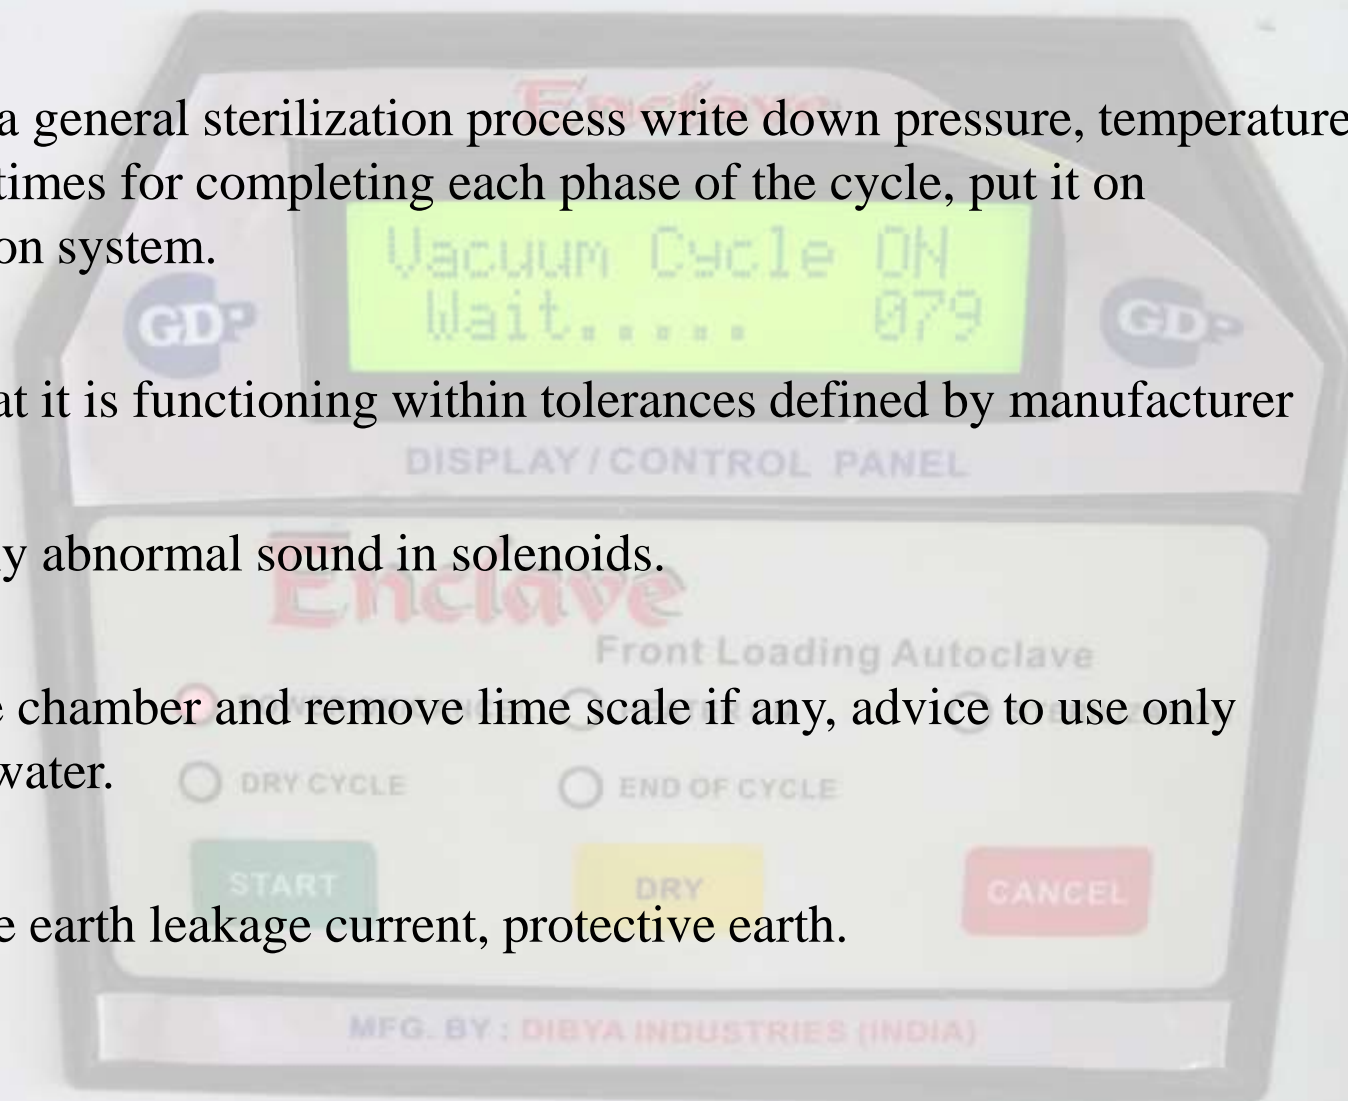 Enclave
a general sterilization process write down pressure, temperature
times for completing each phase of the cycle, put it on
on system.
Vacuum Cycle ON
Wait..... 079
GDP
GDP
at it is functioning within tolerances defined by manufacturer
DISPLAY / CONTROL PANEL
y abnormal sound in solenoids.
Enclave
Front Loading Autoclave
e chamber and remove lime scale if any, advice to use only
water.
DRY CYCLE
END OF CYCLE
START
DRY
CANCEL
e earth leakage current, protective earth.
MFG. BY : DIBYA INDUSTRIES (INDIA)